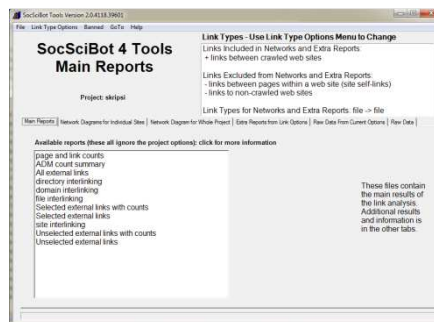 SocSciBot Tools Version 2.0.4138.39601
File Link Type Options Banned GoTo Help
SocSciBot 4 Tools
Main Reports
Project: skripsi
Link Types - Use Link Type Options Menu to Change
Links Included in Networks and Extra Reports:
+ links between crawled web sites
Links Excluded from Networks and Extra Reports:
- links between pages within a web site (site self-links)
- links to non-crawled web sites
Link Types for Networks and Extra Reports: file -> file
Main Reports Network Diagrams for Individual Sites Network Diagram for Whole Project Extra Reports from Link Options Raw Data From Current Options Raw Data
Available reports (these all ignore the project options): click for more information
page and link counts
ADM count summary
All external links
directory interlinking
domain interlinking
file interlinking
Selected external links with counts
Selected external links
site interlinking
Unselected external links with counts
Unselected external links
These files contain
the main results of
the link analysis.
Additional results
and information is
in the other tabs.